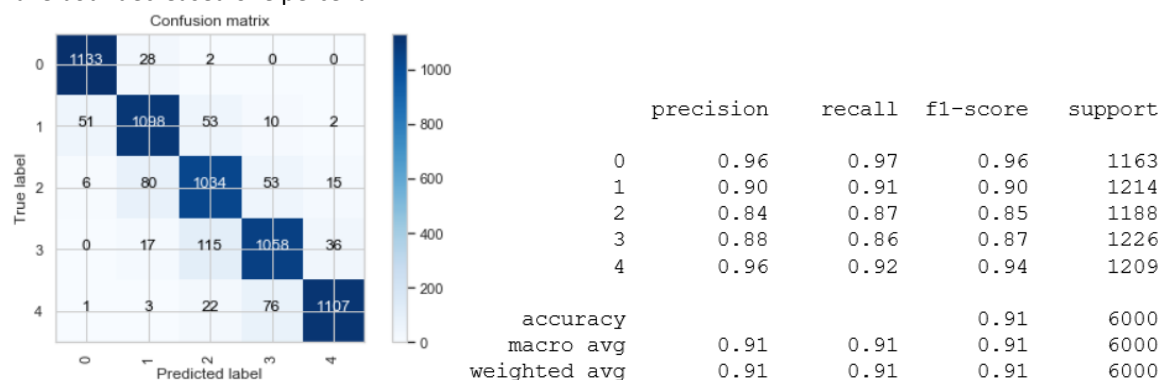 Confusion matrix
0 1133 28 2 0 0
1 51 1098 53 10 2
2 6 80 1034 53 15
3 0 17 115 1058 36
4 1 3 22 76 1107
0 1 2 3 4
True label
Predicted label
1000
800
600
400
200
0
precision recall f1-score support
0 0.96 0.97 0.96 1163
1 0.90 0.91 0.90 1214
2 0.84 0.87 0.85 1188
3 0.88 0.86 0.87 1226
4 0.96 0.92 0.94 1209
accuracy 0.91 6000
macro avg 0.91 0.91 0.91 6000
weighted avg 0.91 0.91 0.91 6000